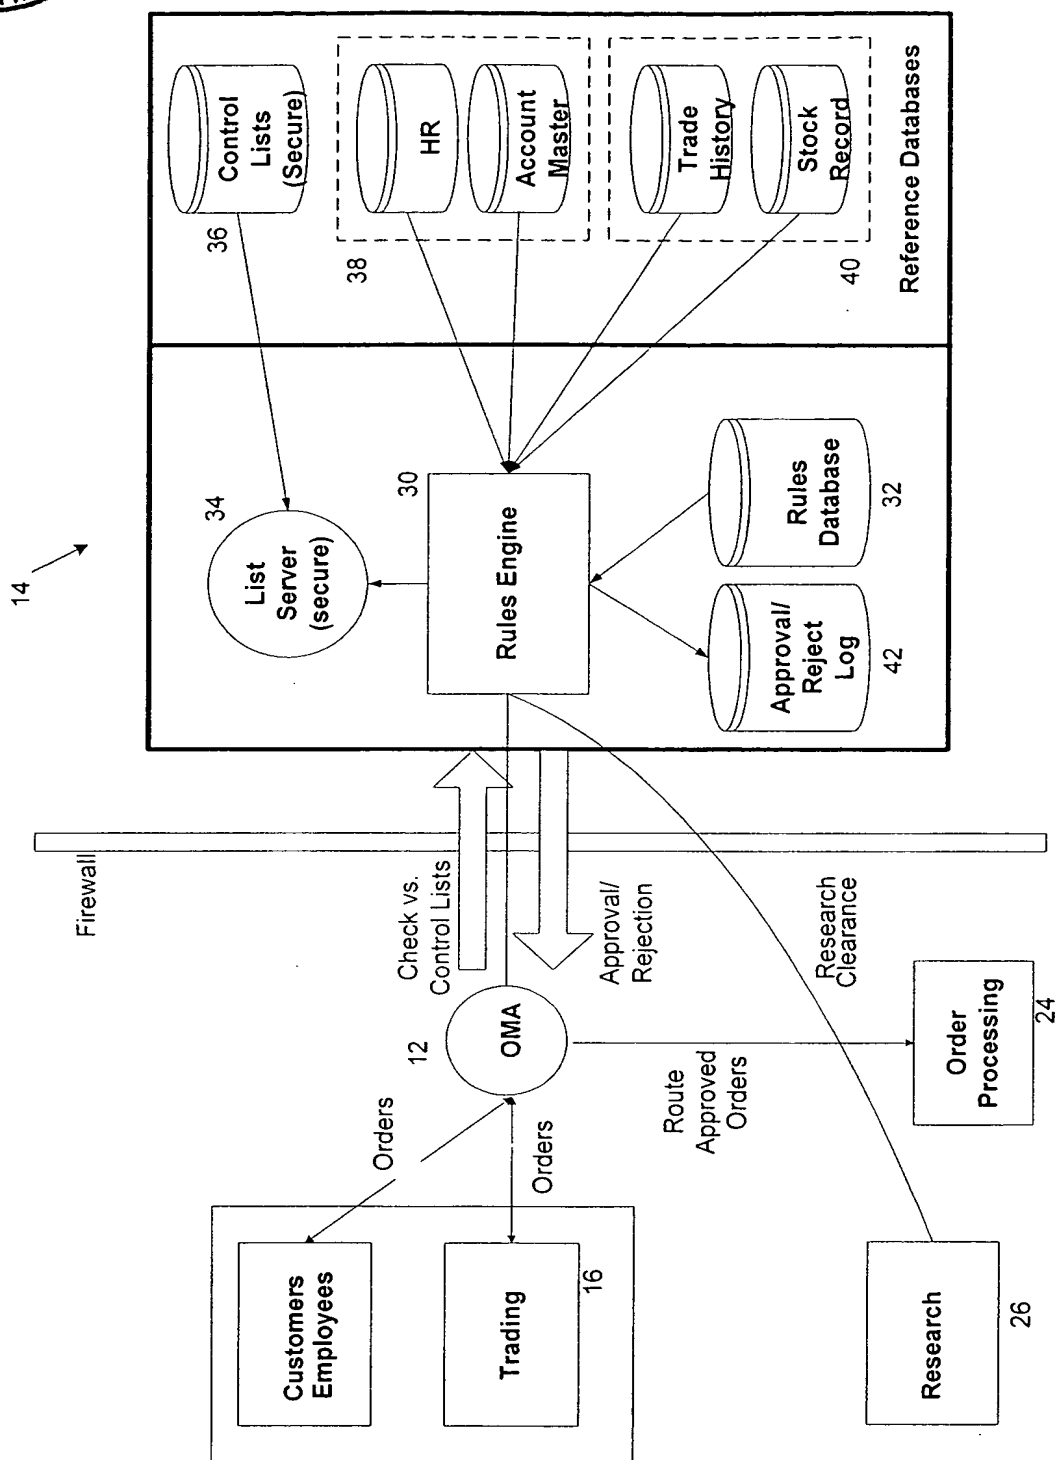 14
Firewall
Customers
Employees
Trading
16
Orders
Orders
12
OMA
Check vs.
Control Lists
Approval/
Rejection
Route
Approved
Orders
Research
Clearance
Order
Processing
24
Research
26
34
List
Server
(secure)
30
Rules Engine
Approval/
Reject
Log
42
Rules
Database
32
36
Control
Lists
(Secure)
38
HR
Account
Master
Trade
History
Stock
Record
40
Reference Databases